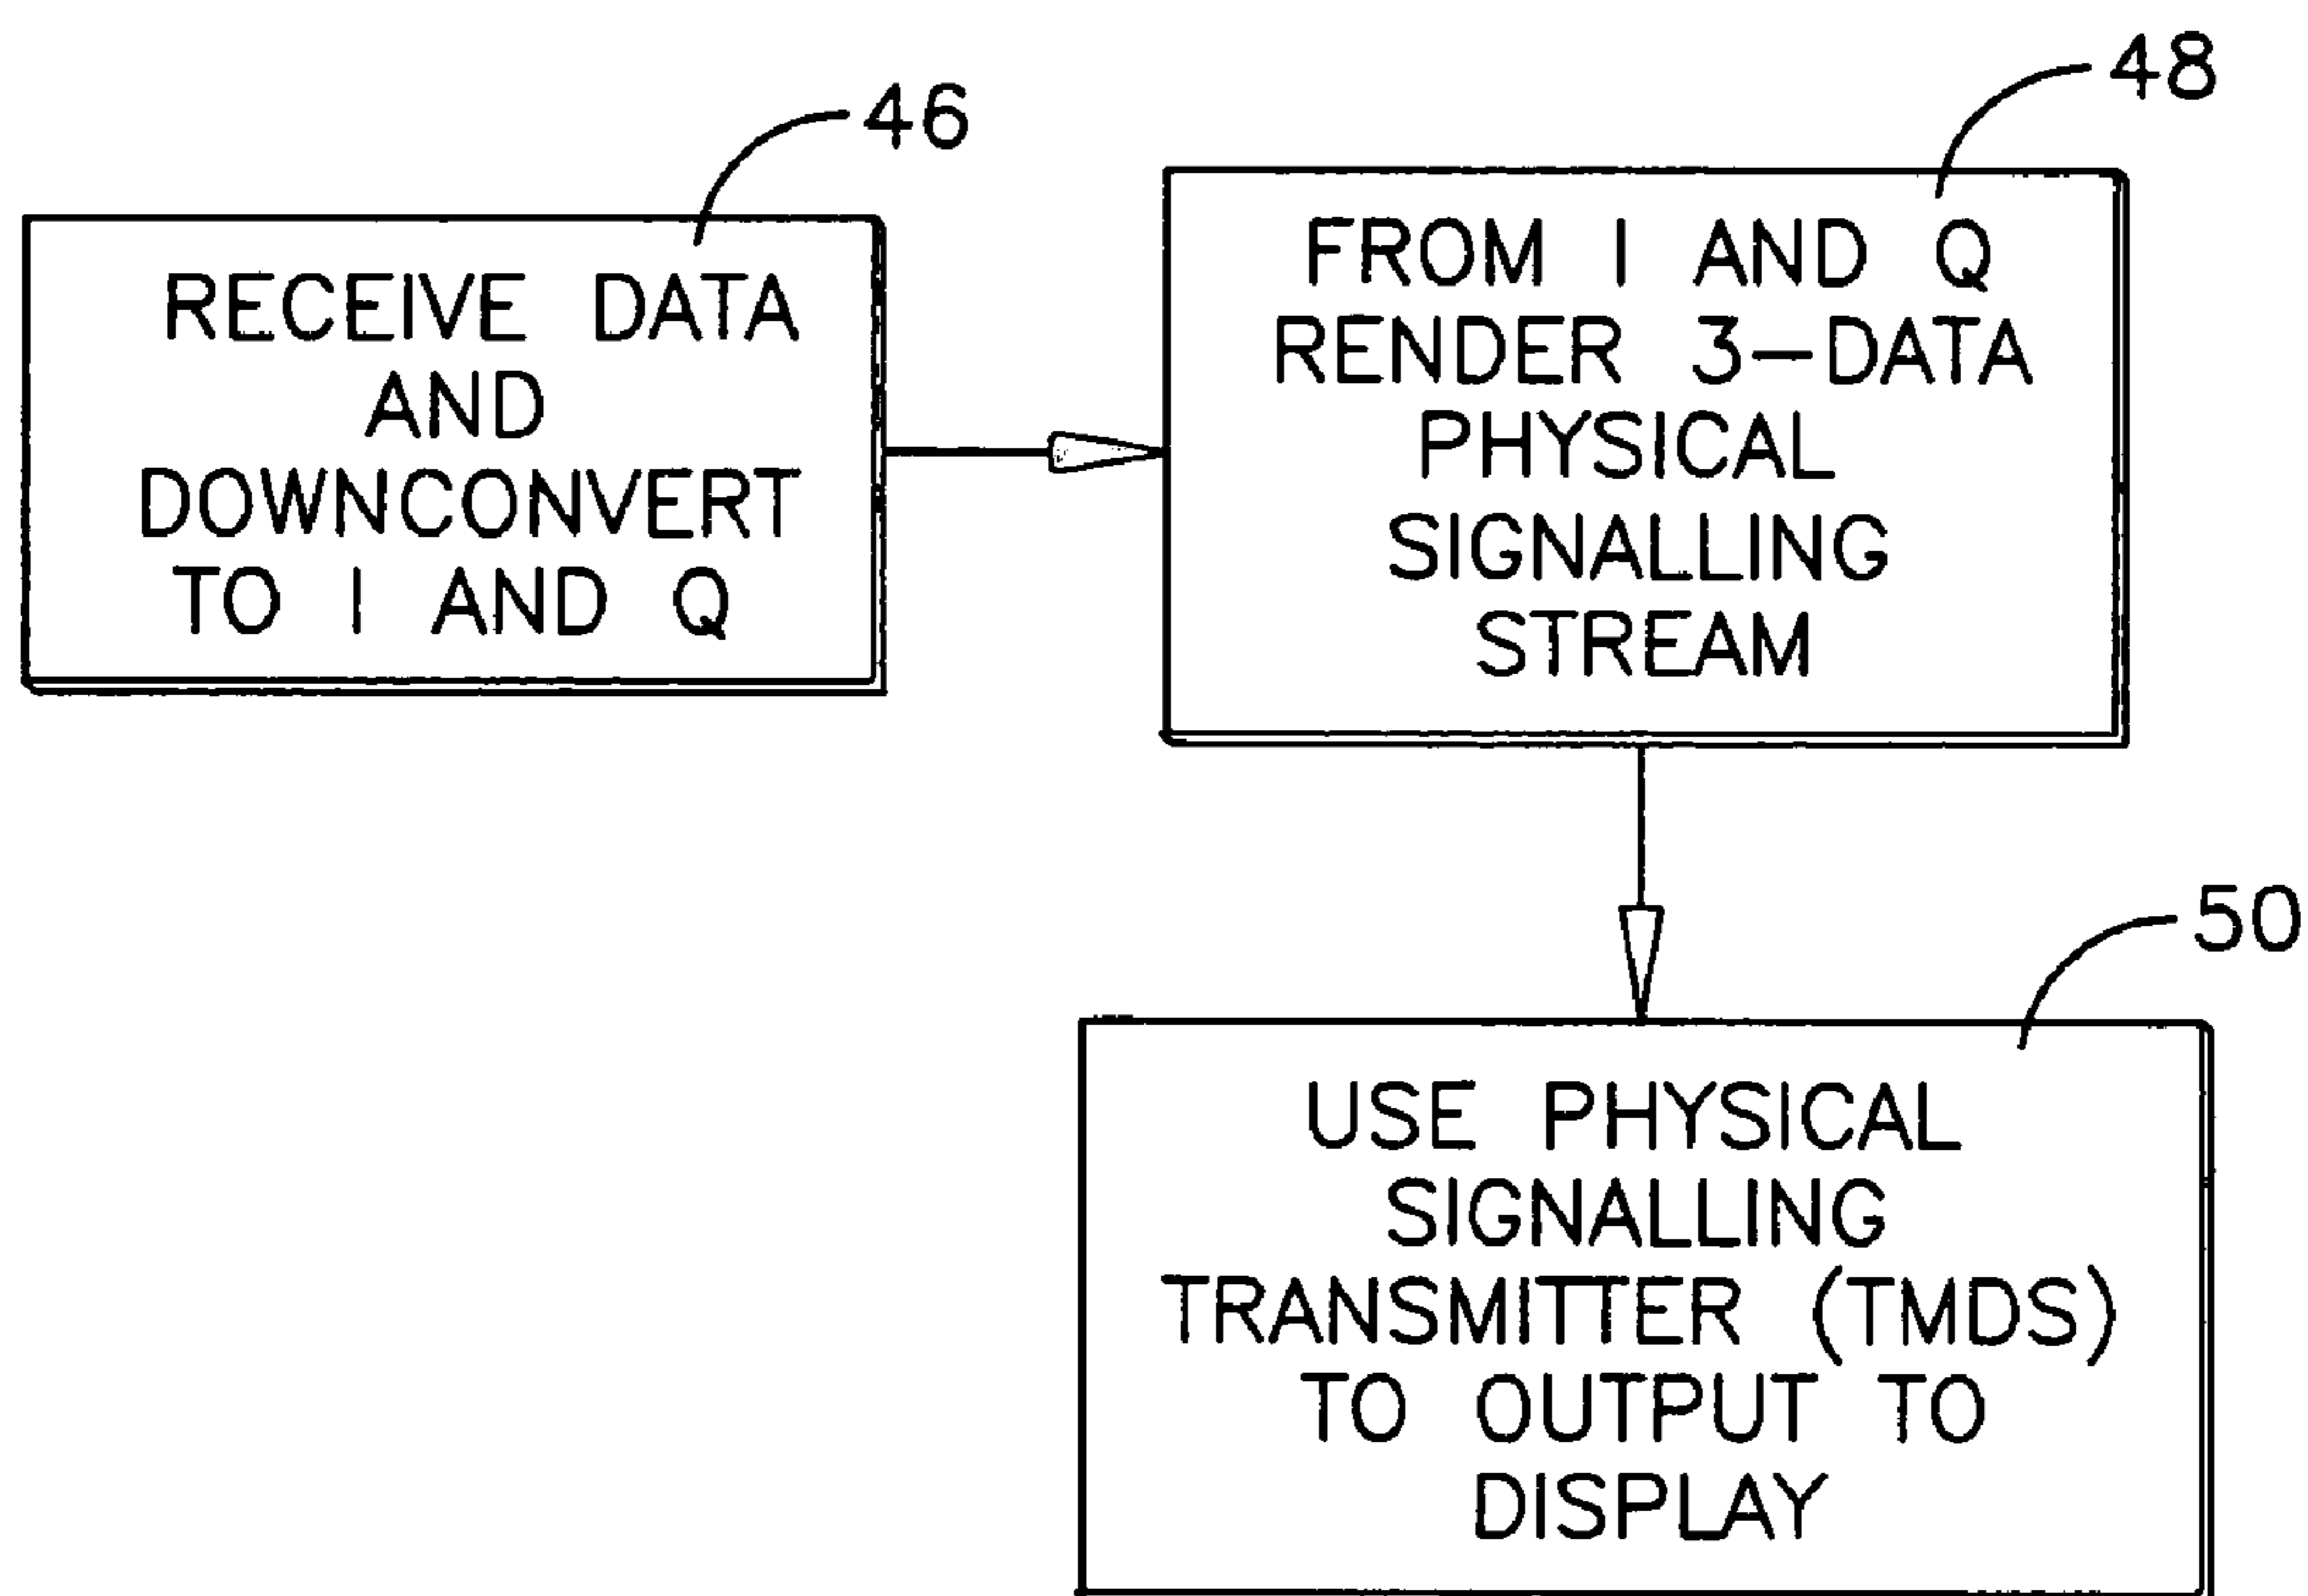 46
RECEIVE DATA
AND
DOWNCONVERT
TO I AND Q
48
FROM I AND Q
RENDER 3-DATA
PHYSICAL
SIGNALLING
STREAM
50
USE PHYSICAL
SIGNALLING
TRANSMITTER (TMDS)
TO OUTPUT TO
DISPLAY